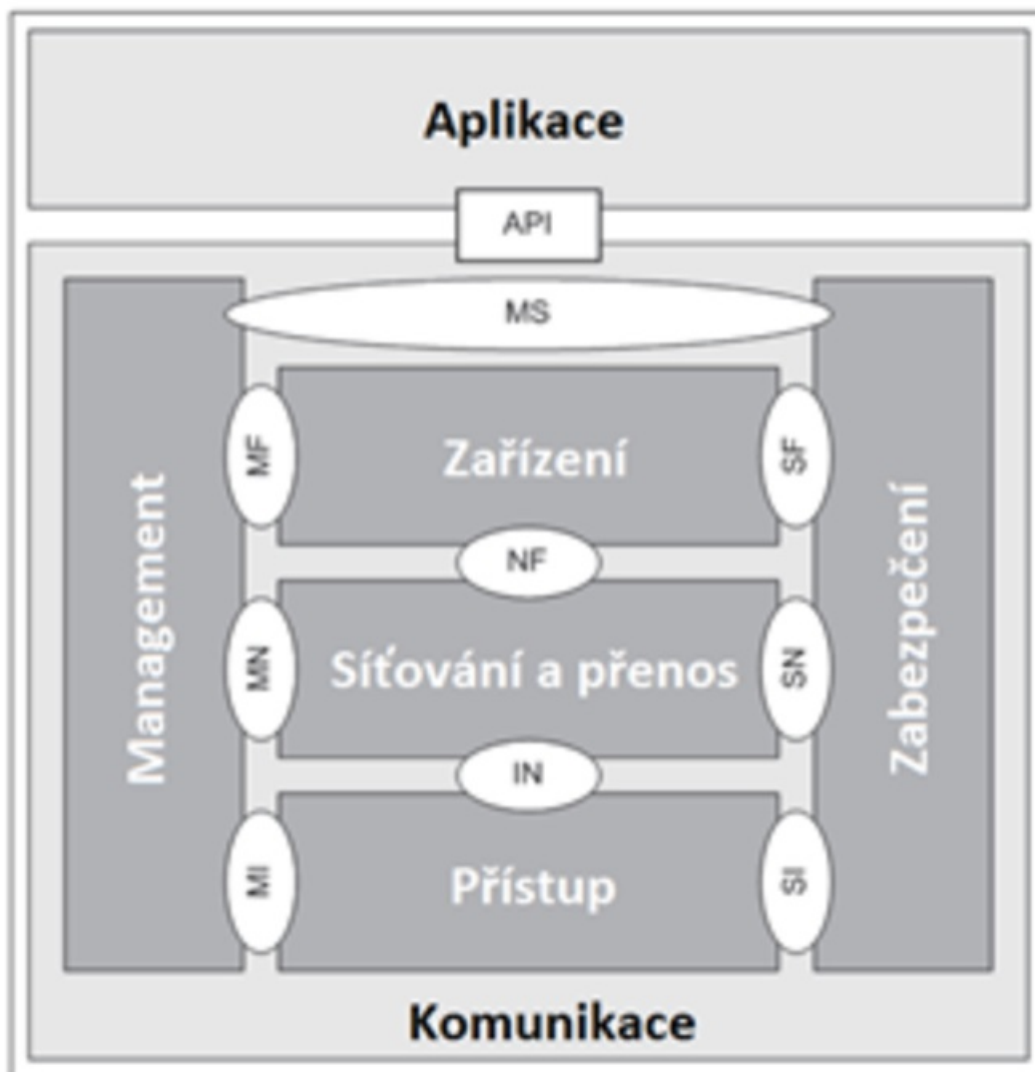 Aplikace
API
MS
MF
Zařízení
SF
NF
Management
MN
Síťování a přenos
SN
Zabezpečení
IN
MI
Přístup
SI
Komunikace